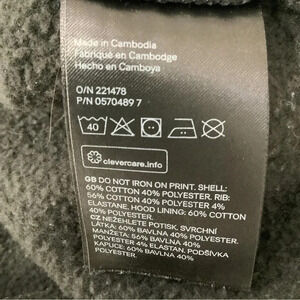 Made in Cambodia
Fabriqué en Cambodge
Hecho en Camboya
O/N 221478
P/N 0570489 7
40
clevercare.info
GB DO NOT IRON ON PRINT. SHELL:
60% COTTON 40% POLYESTER. RIB:
56% COTTON 40% POLYESTER 4%
ELASTANE. HOOD LINING: 60% COTTON
40% POLYESTER.
CZ NEŽEHLETE POTISK. SVRCHNÍ
LÁTKA: 60% BAVLNA 40% POLYESTER.
MANŽETA: 56% BAVLNA 40%
POLYESTER 4% ELASTAN. PODŠÍVKA
KAPUCE: 60% BAVLNA 40%
POLYESTER.